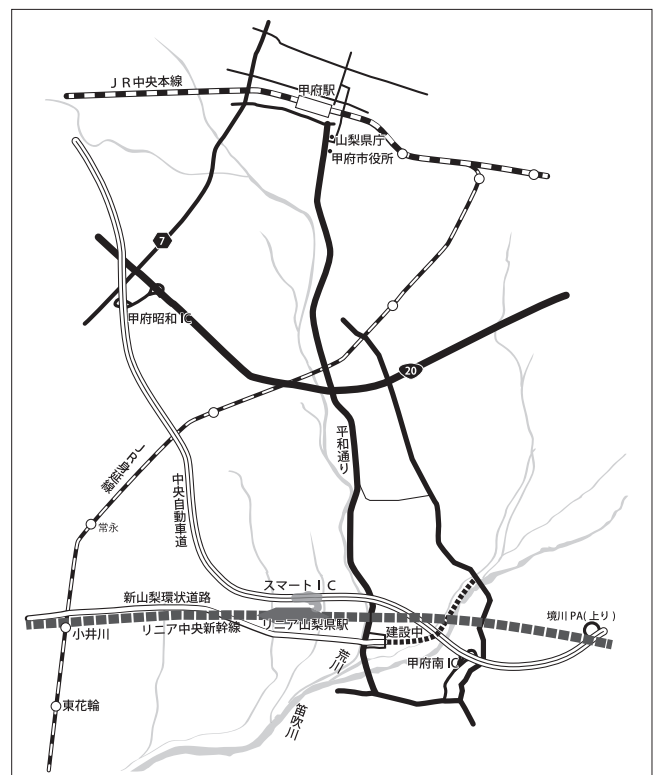 ＪＲ中央本線
甲府駅
山梨県庁
甲府市役所
7
甲府昭和IC
20
平和通り
ＪＲ身延線
中央自動車道
常永
スマートＩＣ
新山梨環状道路
境川PA(上り)
リニア山梨県駅
小井川
リニア中央新幹線
建設中
荒川
甲府南IC
東花輪
笛吹川